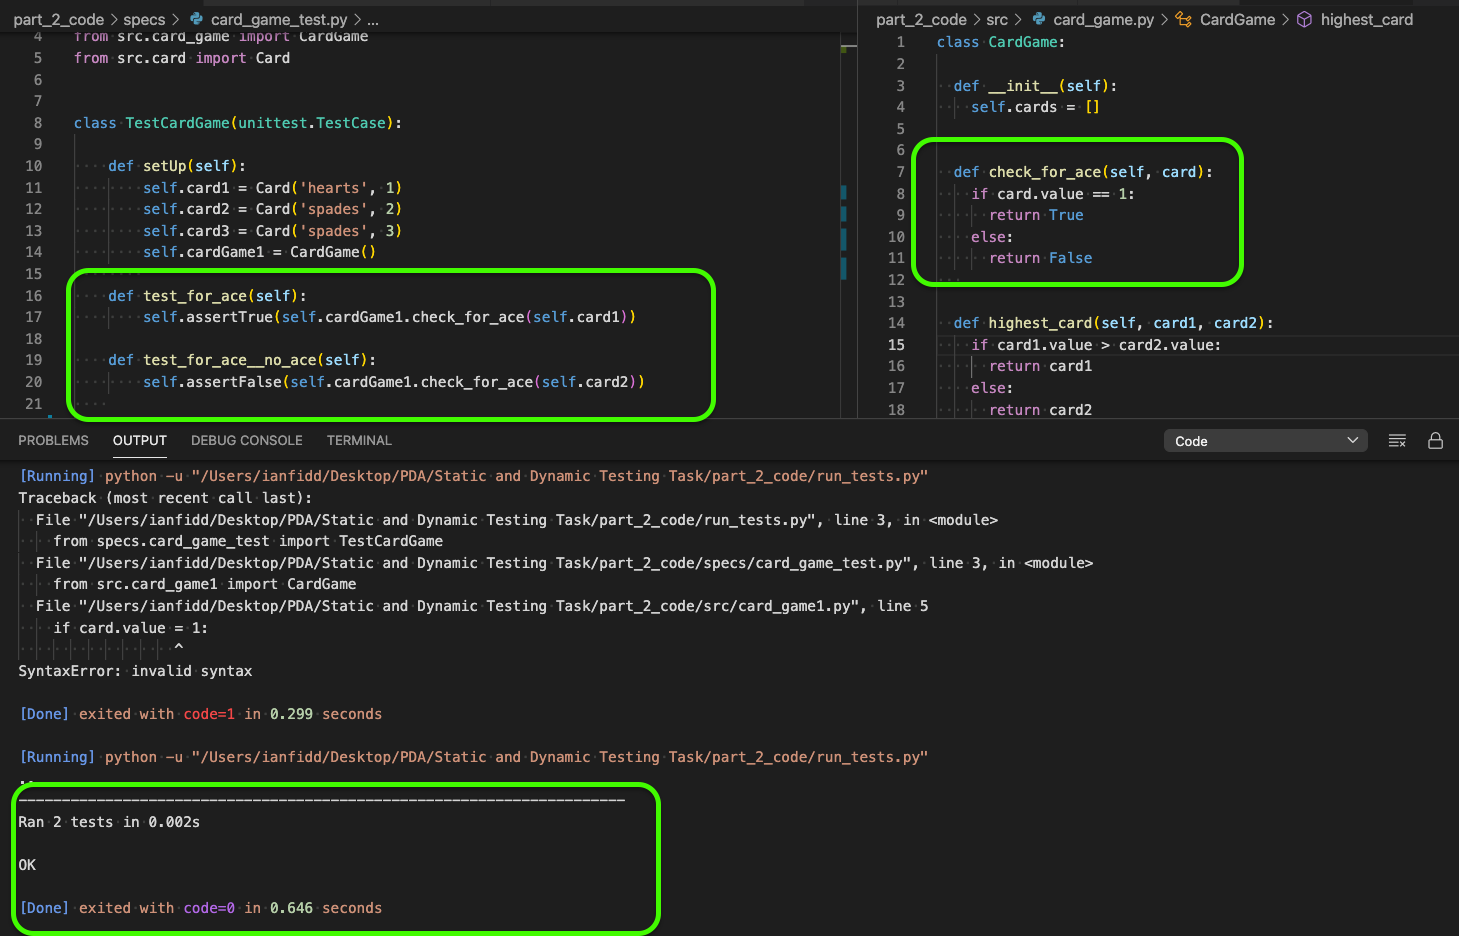 part_2_code > specs > card_game_test.py > ...
4 from src.card_game import CardGame
5 from src.card import Card
6
7
8 class TestCardGame(unittest.TestCase):
9
10 def setUp(self):
11 self.card1 = Card('hearts', 1)
12 self.card2 = Card('spades', 2)
13 self.card3 = Card('spades', 3)
14 self.cardGame1 = CardGame()
15
16 def test_for_ace(self):
17 self.assertTrue(self.cardGame1.check_for_ace(self.card1))
18
19 def test_for_ace__no_ace(self):
20 self.assertFalse(self.cardGame1.check_for_ace(self.card2))
21
part_2_code > src > card_game.py > CardGame > highest_card
1 class CardGame:
2
3 def __init__(self):
4 self.cards = []
5
6
7 def check_for_ace(self, card):
8 if card.value == 1:
9 return True
10 else:
11 return False
12
13
14 def highest_card(self, card1, card2):
15 if card1.value > card2.value:
16 return card1
17 else:
18 return card2
PROBLEMS OUTPUT DEBUG CONSOLE TERMINAL Code
[Running] python -u "/Users/ianfidd/Desktop/PDA/Static and Dynamic Testing Task/part_2_code/run_tests.py"
Traceback (most recent call last):
File "/Users/ianfidd/Desktop/PDA/Static and Dynamic Testing Task/part_2_code/run_tests.py", line 3, in <module>
from specs.card_game_test import TestCardGame
File "/Users/ianfidd/Desktop/PDA/Static and Dynamic Testing Task/part_2_code/specs/card_game_test.py", line 3, in <module>
from src.card_game1 import CardGame
File "/Users/ianfidd/Desktop/PDA/Static and Dynamic Testing Task/part_2_code/src/card_game1.py", line 5
if card.value = 1:
^
SyntaxError: invalid syntax
[Done] exited with code=1 in 0.299 seconds
[Running] python -u "/Users/ianfidd/Desktop/PDA/Static and Dynamic Testing Task/part_2_code/run_tests.py"
..
----------------------------------------------------------------------
Ran 2 tests in 0.002s
OK
[Done] exited with code=0 in 0.646 seconds